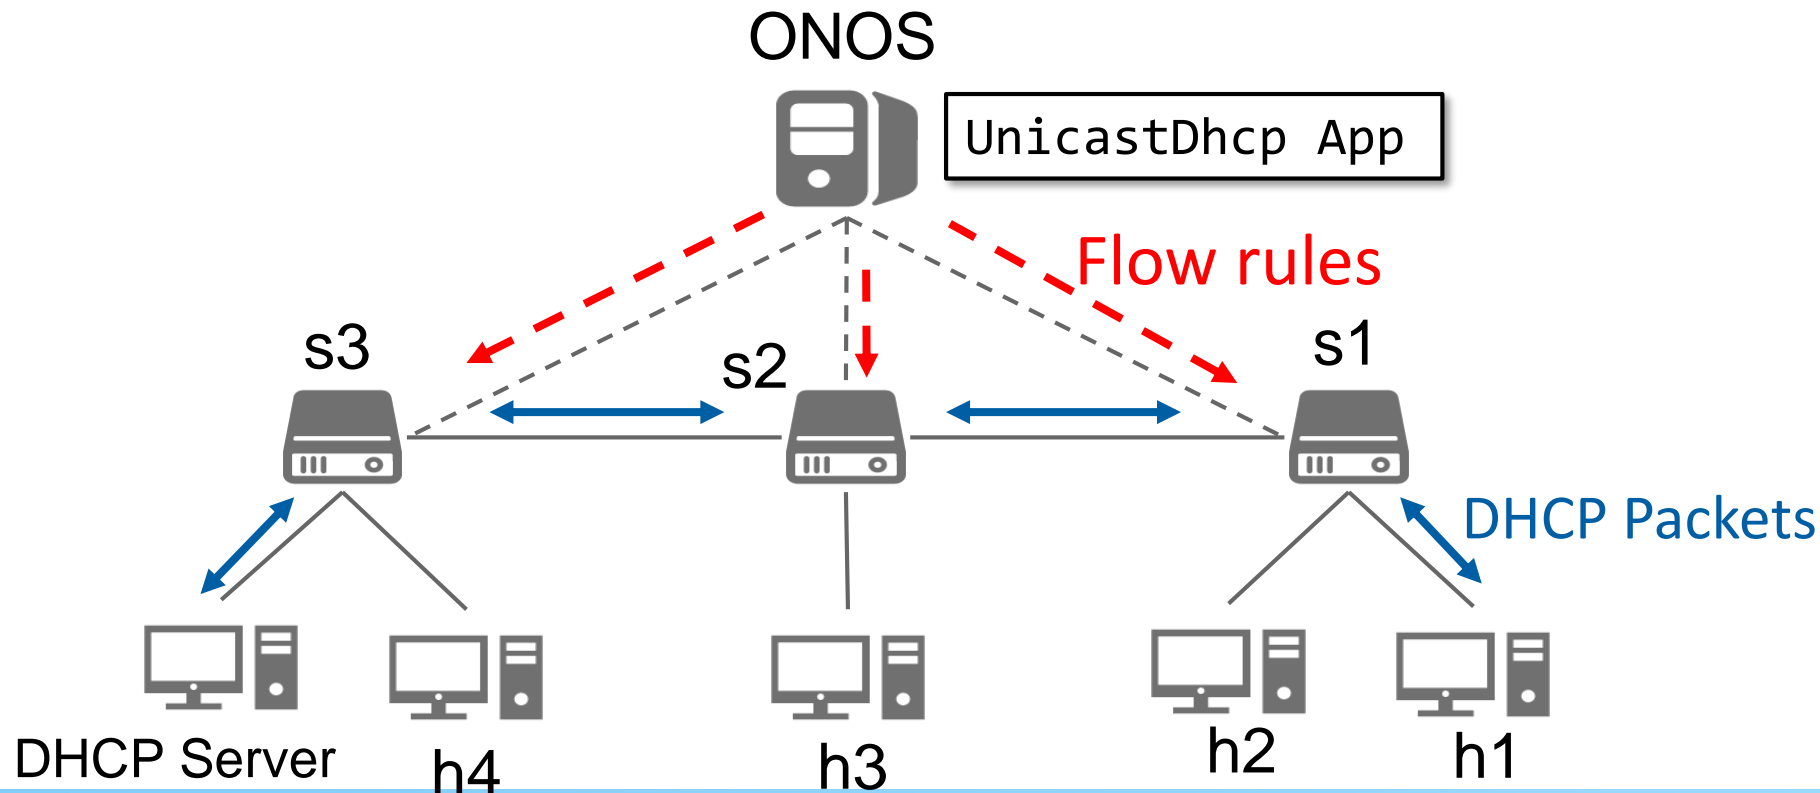 ONOS
UnicastDhcp App
Flow rules
s3
s2
s1
DHCP Packets
DHCP Server
h4
h3
h2
h1